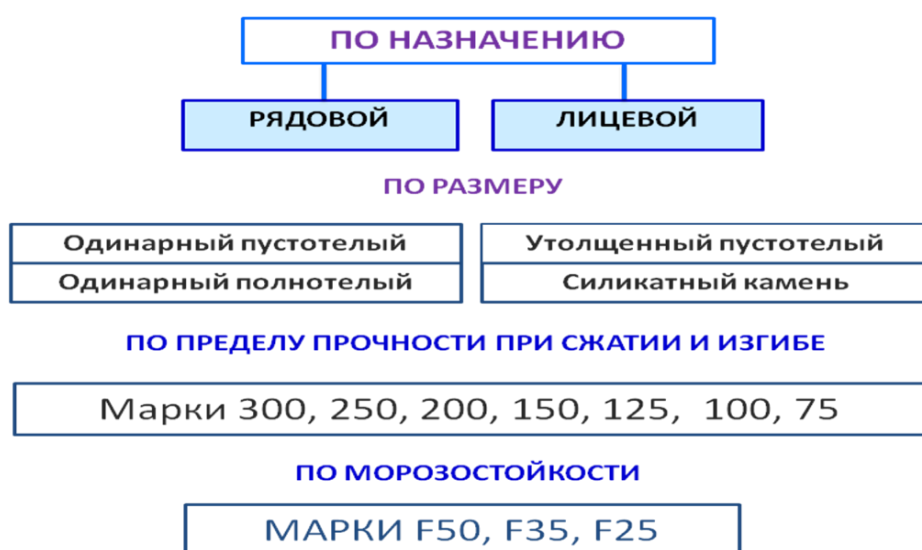 ПО НАЗНАЧЕНИЮ
РЯДОВОЙ ЛИЦЕВОЙ
ПО РАЗМЕРУ
Одинарный пустотелый Утолщенный пустотелый
Одинарный полнотелый Силикатный камень
ПО ПРЕДЕЛУ ПРОЧНОСТИ ПРИ СЖАТИИ И ИЗГИБЕ
Марки 300, 250, 200, 150, 125, 100, 75
ПО МОРОЗОСТОЙКОСТИ
МАРКИ F50, F35, F25